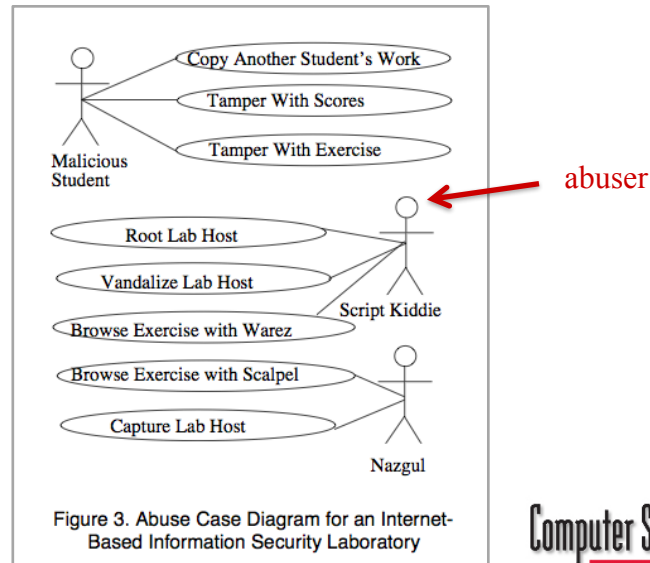 Copy Another Student's Work
Tamper With Scores
Tamper With Exercise
Malicious
Student
abuser
Root Lab Host
Vandalize Lab Host
Script Kiddie
Browse Exercise with Warez
Browse Exercise with Scalpel
Capture Lab Host
Nazgul
Figure 3. Abuse Case Diagram for an Internet-
Based Information Security Laboratory
Computer S